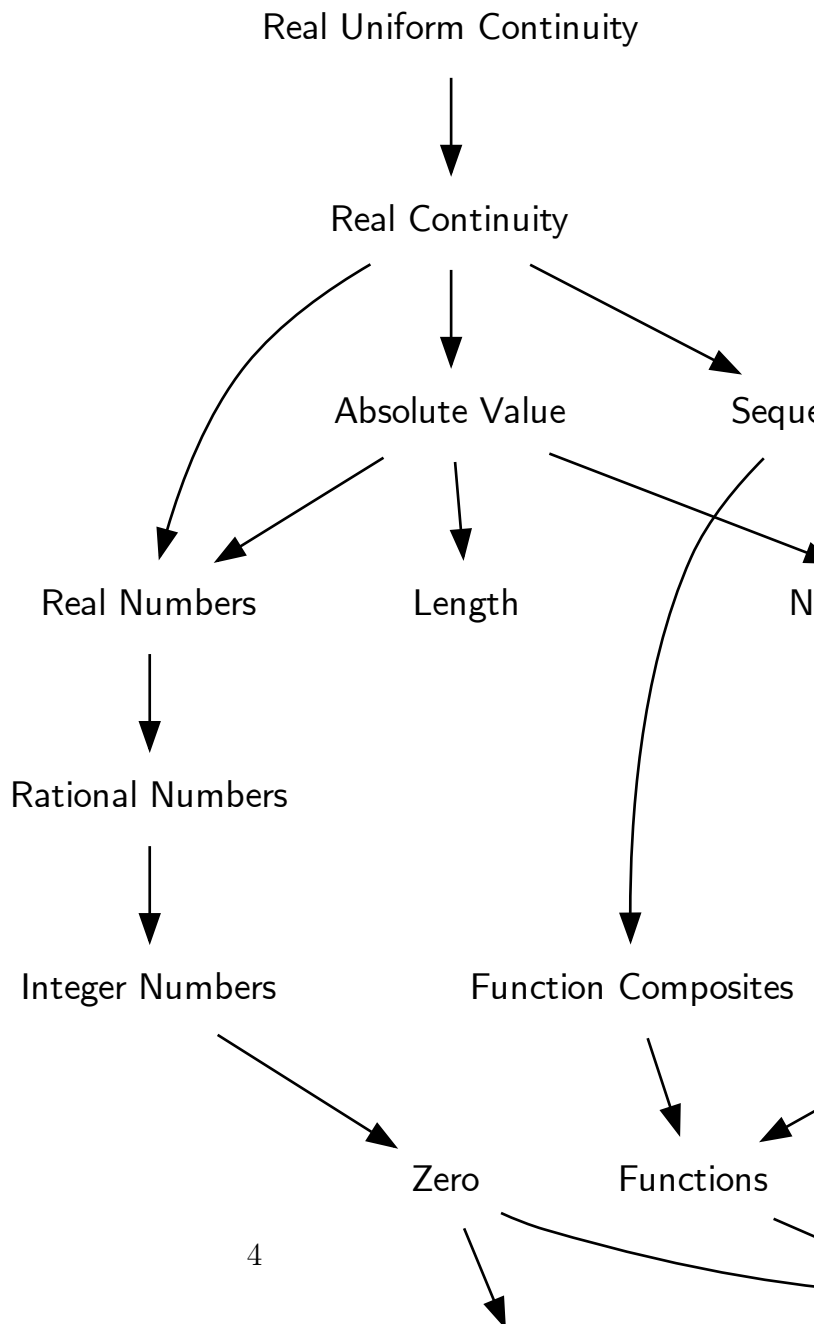 Real Uniform Continuity
Real Continuity
Absolute Value
Seque
Real Numbers
Length
N
Rational Numbers
Integer Numbers
Function Composites
Zero
Functions
4